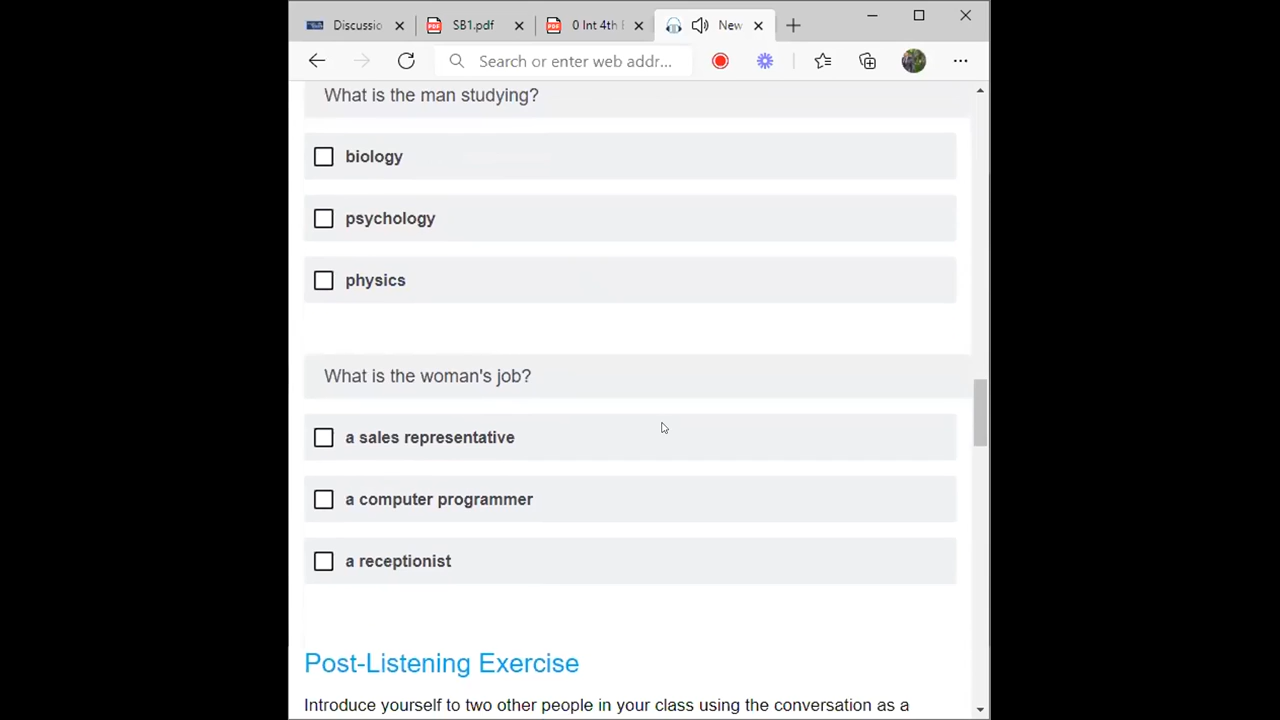 Discussio
SB1.pdf
0 Int 4th
New
Search or enter web addr...
What is the man studying?
biology
psychology
physics
What is the woman's job?
a sales representative
a computer programmer
a receptionist
Post-Listening Exercise
Introduce yourself to two other people in your class using the conversation as a